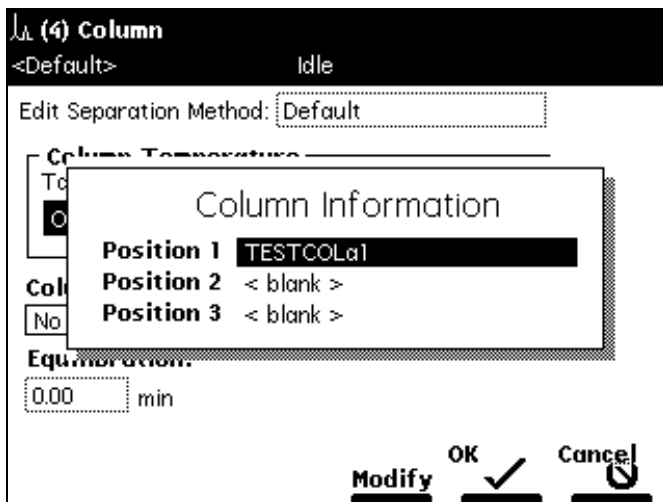 (4) Column
<Default> Idle
Edit Separation Method: Default
Column Information
Position 1 TESTCOLa1
Position 2 < blank >
Position 3 < blank >
No
0.00 min
OK Cancel
Modify